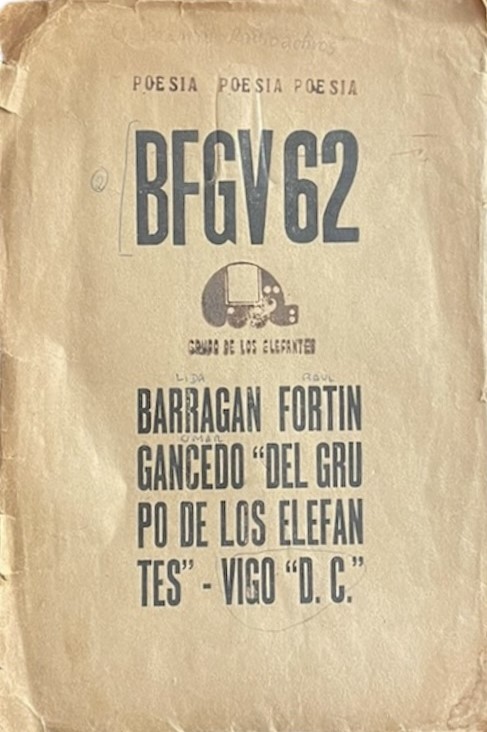 POESIA POESIA POESIA
②
BFGV 62
GRUPO DE LOS ELEFANTES
LIDA RAUL
BARRAGAN FORTIN
OMAR
GANCEDO “DEL GRU
PO DE LOS ELEFAN
TES” - VIGO “D. C.”